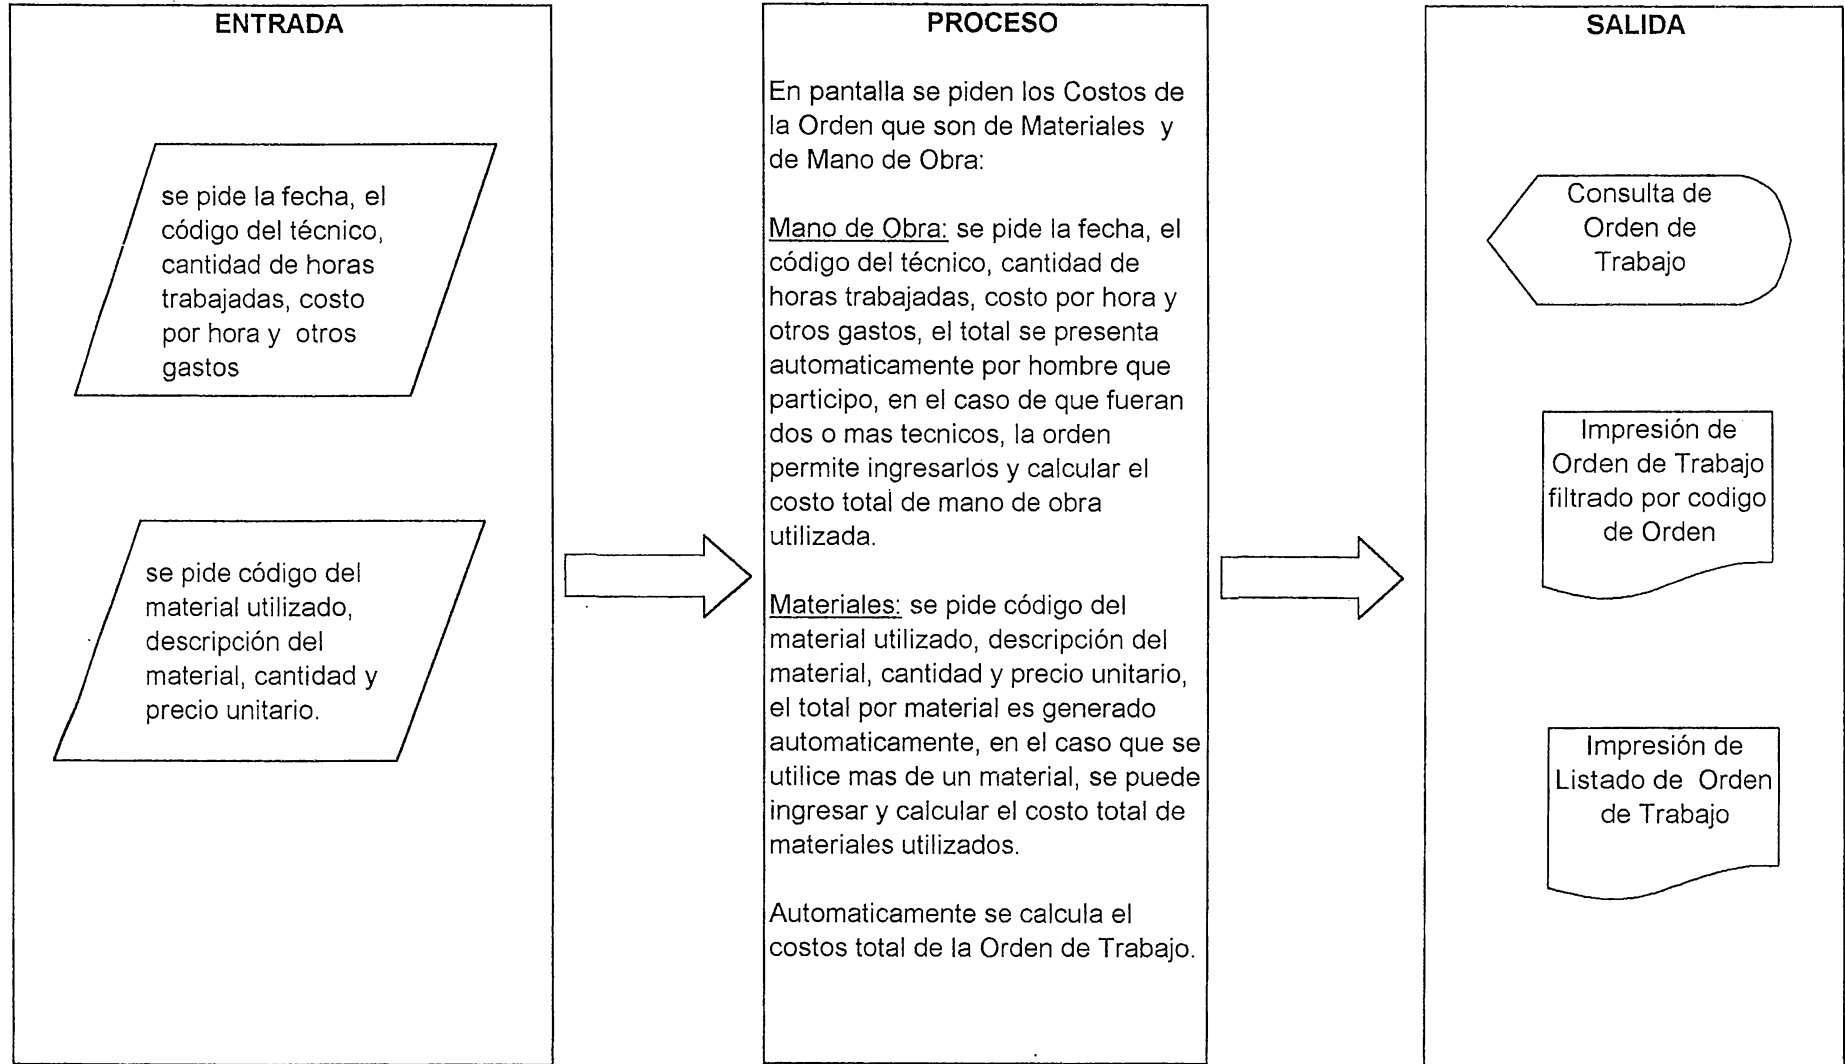 ENTRADA
se pide la fecha, el
código del técnico,
cantidad de horas
trabajadas, costo
por hora y otros
gastos
se pide código del
material utilizado,
descripción del
material, cantidad y
precio unitario.
PROCESO
En pantalla se piden los Costos de
la Orden que son de Materiales y
de Mano de Obra:
Mano de Obra: se pide la fecha, el
código del técnico, cantidad de
horas trabajadas, costo por hora y
otros gastos, el total se presenta
automaticamente por hombre que
participo, en el caso de que fueran
dos o mas tecnicos, la orden
permite ingresarlos y calcular el
costo total de mano de obra
utilizada.
Materiales: se pide código del
material utilizado, descripción del
material, cantidad y precio unitario,
el total por material es generado
automaticamente, en el caso que se
utilice mas de un material, se puede
ingresar y calcular el costo total de
materiales utilizados.
Automaticamente se calcula el
costos total de la Orden de Trabajo.
SALIDA
Consulta de
Orden de
Trabajo
Impresión de
Orden de Trabajo
filtrado por codigo
de Orden
Impresión de
Listado de Orden
de Trabajo